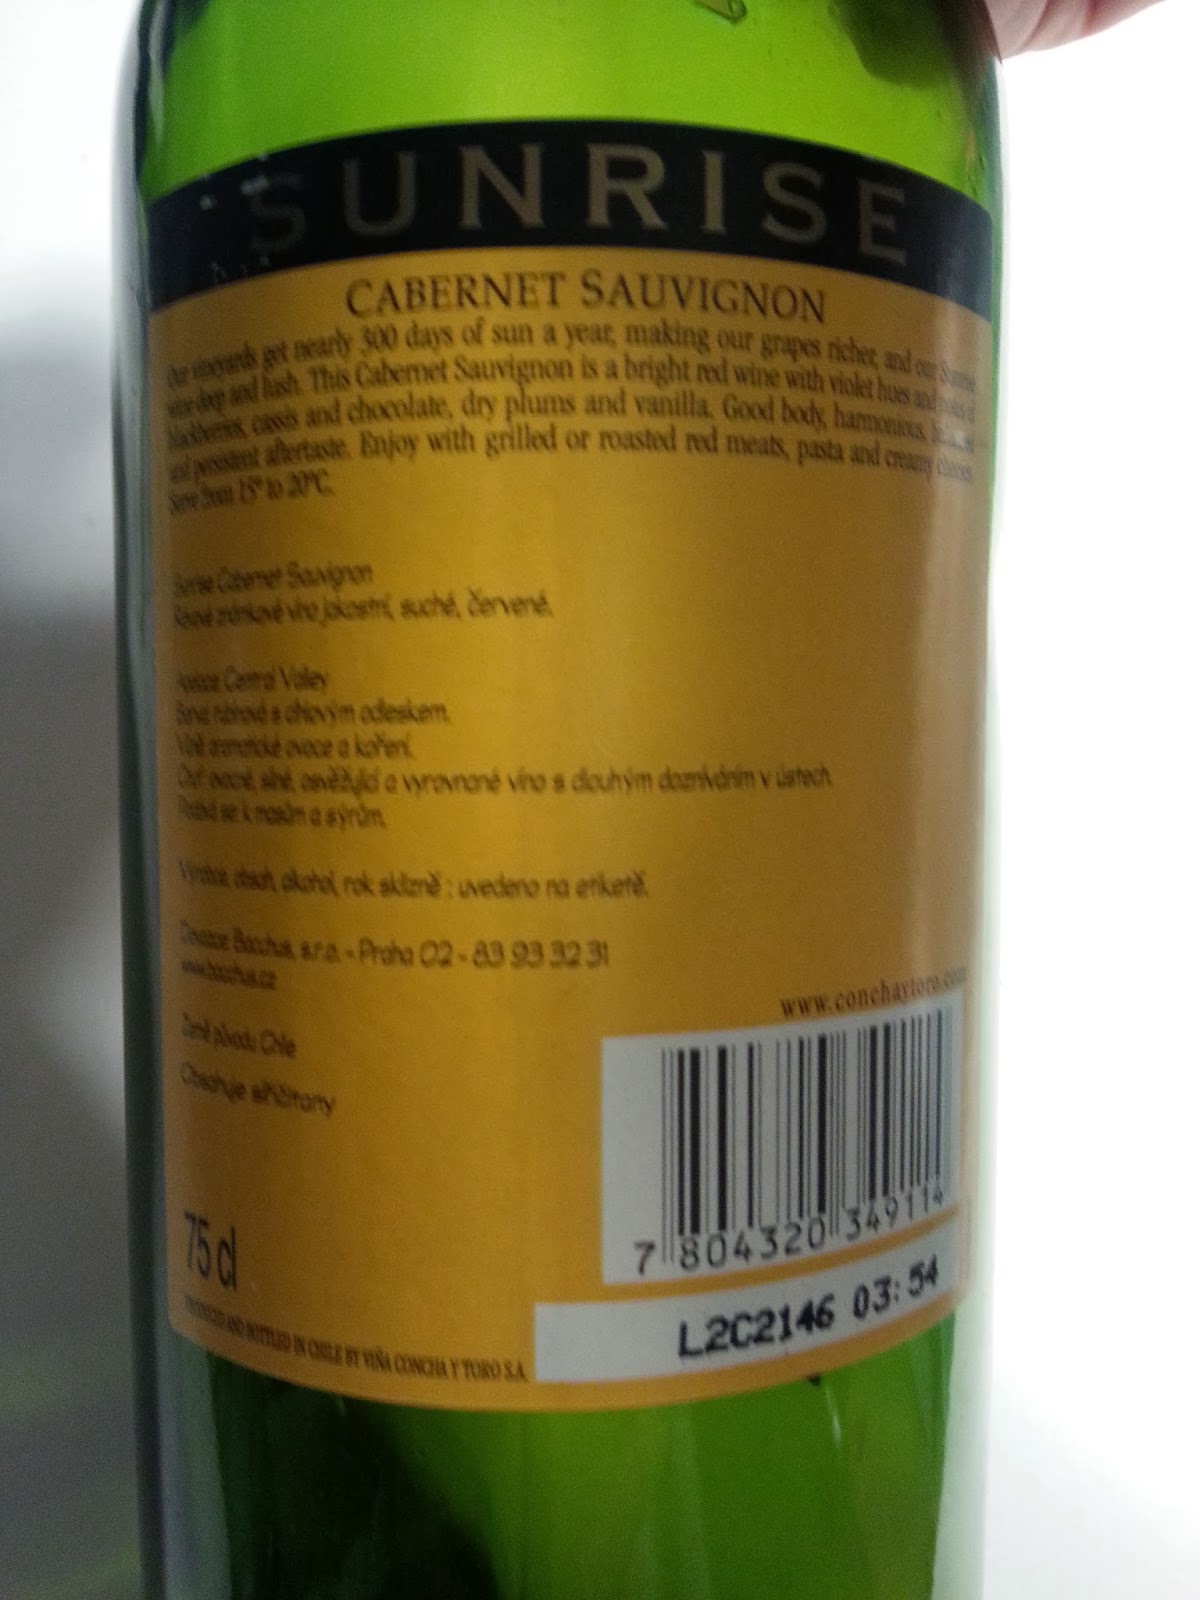 SUNRISE
CABERNET SAUVIGNON
Our vineyards get nearly 300 days of sun a year, making our grapes richer, and our Sunrise
wine deep and lush. This Cabernet Sauvignon is a bright red wine with violet hues and notes of
blackberries, cassis and chocolate, dry plums and vanilla. Good body, harmonious,
and persistent aftertaste. Enjoy with grilled or roasted red meats, pasta and creamy cheeses.
Serve from 15° to 20°C.
Sunrise Cabernet Sauvignon
Révové známkové víno jakostní, suché, červené.
Apelace: Central Valley
Barva: rubínová s cihlovým odleskem.
Vůně: aromatické ovoce a koření.
Chuť: ovocné, silné, osvěžující a vyrovnané víno s dlouhým doznívaním v ústech.
Podává se: k masům a sýrům.
Výrobce, obsah, alkohol, rok sklizně : uvedeno na etiketě.
Dovozce: Bacchus, s.r.o. - Praha 02 - 83 93 32 31
www.bacchus.cz
Země původu Chile
Obsahuje siřičitany
www.conchaytoro.com
7 804320 349114
75 cl
L2C2146 03:54
PRODUCED AND BOTTLED IN CHILE BY VIÑA CONCHA Y TORO S.A.